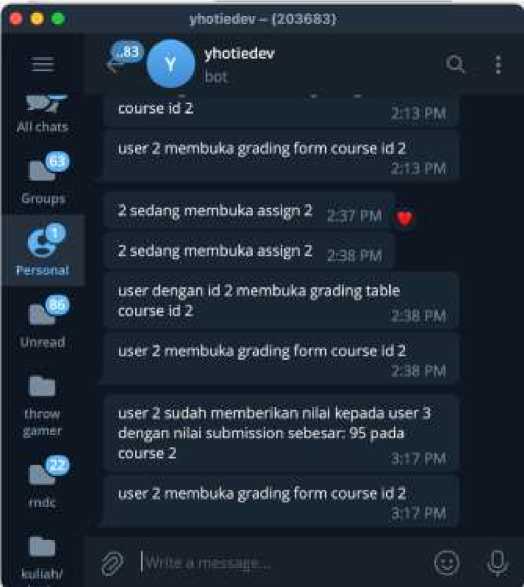 yhotiedev – (203683)
..83
Y
yhotiedev
bot
All chats
63
Groups
1
Personal
86
Unread
throw
gamer
22
rndc
kuliah/
course id 2
2:13 PM
user 2 membuka grading form course id 2
2:13 PM
2 sedang membuka assign 2 2:37 PM
2 sedang membuka assign 2 2:38 PM
user dengan id 2 membuka grading table
course id 2
2:38 PM
user 2 membuka grading form course id 2
2:38 PM
user 2 sudah memberikan nilai kepada user 3
dengan nilai submission sebesar: 95 pada
course 2
3:17 PM
user 2 membuka grading form course id 2
3:17 PM
Write a message...